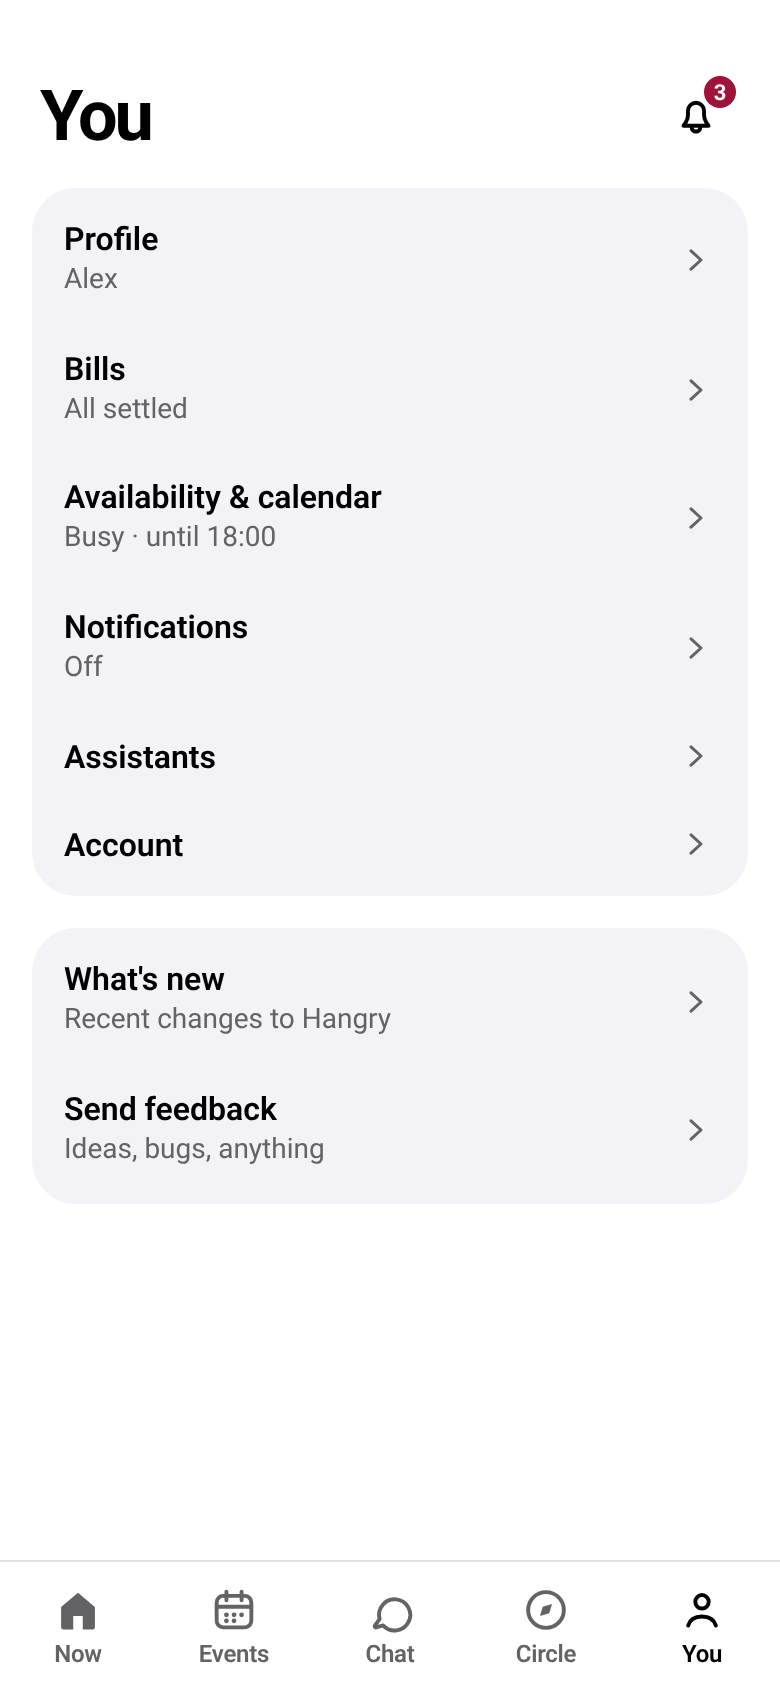 You
3
Profile
Alex
Bills
All settled
Availability & calendar
Busy · until 18:00
Notifications
Off
Assistants
Account
What's new
Recent changes to Hangry
Send feedback
Ideas, bugs, anything
Now
Events
Chat
Circle
You